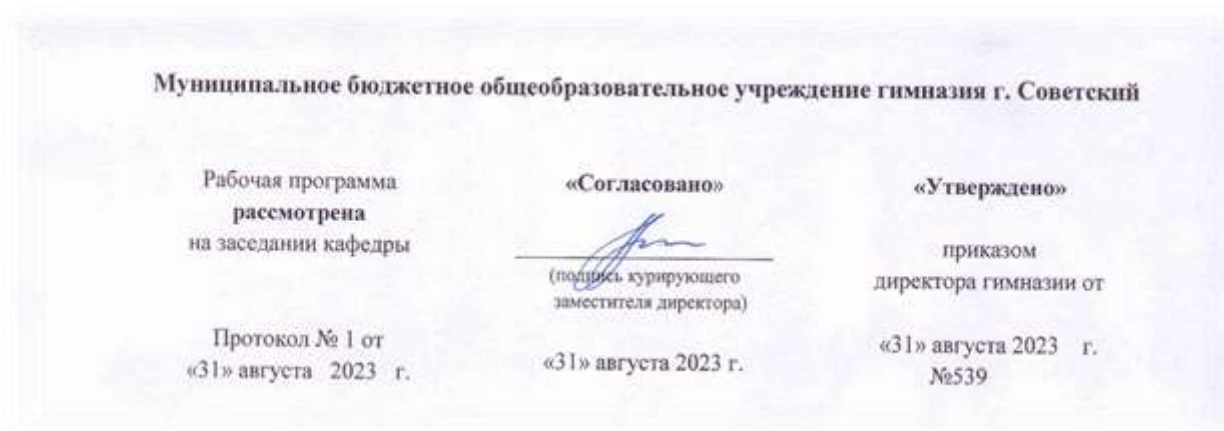 Муниципальное бюджетное общеобразовательное учреждение гимназия г. Советский
Рабочая программа
рассмотрена
на заседании кафедры
Протокол № 1 от
«31» августа 2023 г.
«Согласовано»
(подпись курирующего
заместителя директора)
«31» августа 2023 г.
«Утверждено»
приказом
директора гимназии от
«31» августа 2023 г.
№539